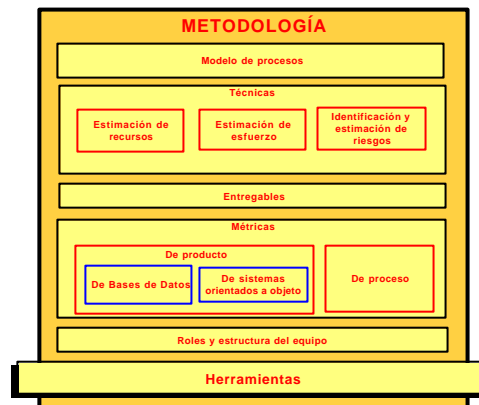 METODOLOGÍA
Modelo de procesos
Técnicas
Estimación de
recursos
Estimación de
esfuerzo
Identificación y
estimación de
riesgos
Entregables
Métricas
De producto
De Bases de Datos
De sistemas
orientados a objeto
De proceso
Roles y estructura del equipo
Herramientas